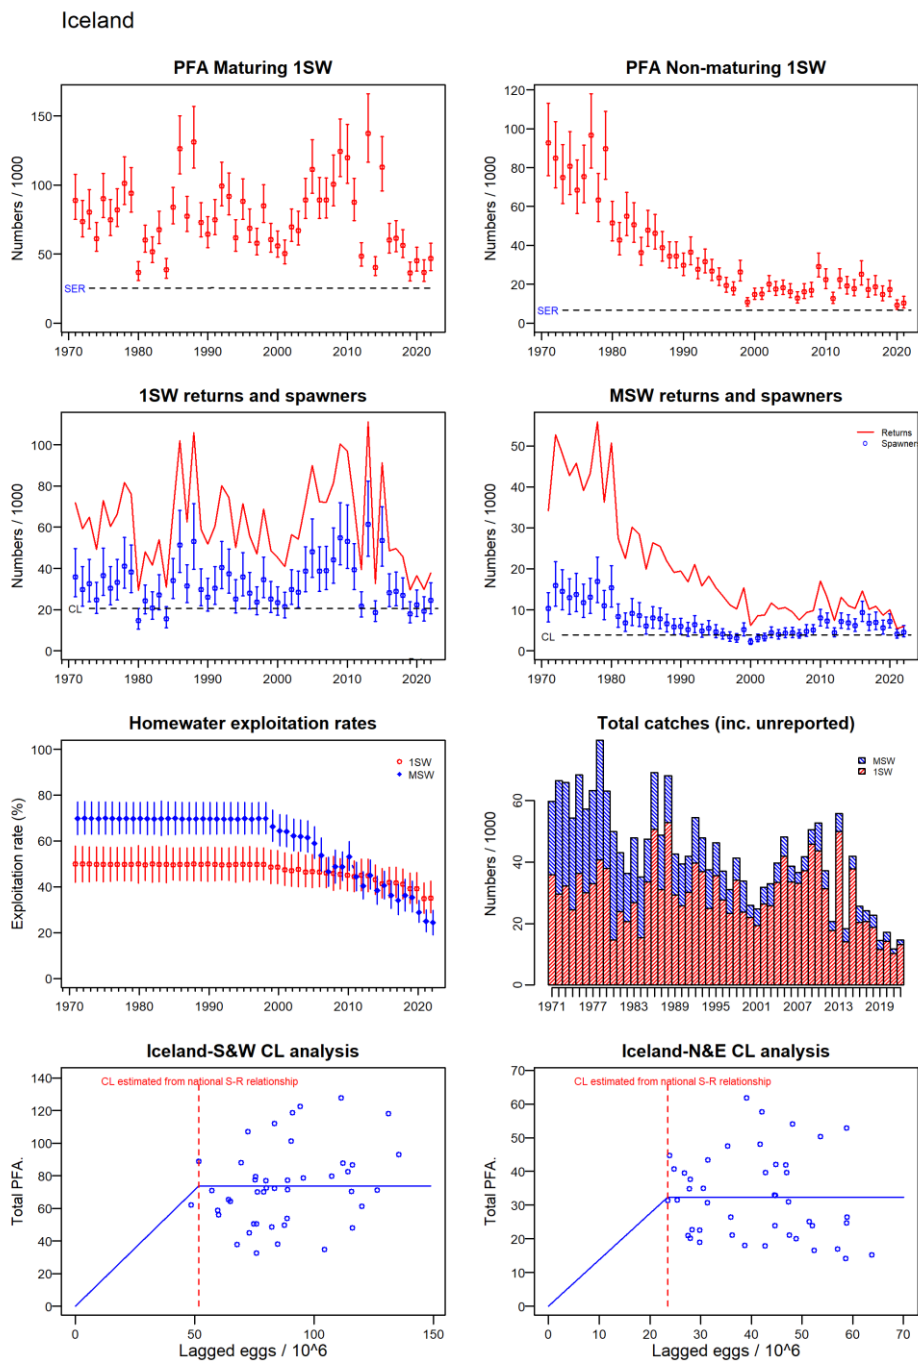 Iceland
PFA Maturing 1SW
Numbers / 1000
150
100
50
0
SER
1970 1980 1990 2000 2010 2020
PFA Non-maturing 1SW
Numbers / 1000
120
100
80
60
40
20
0
SER
1970 1980 1990 2000 2010 2020
1SW returns and spawners
Numbers / 1000
100
80
60
40
20
0
CL
1970 1980 1990 2000 2010 2020
MSW returns and spawners
Numbers / 1000
50
40
30
20
10
0
Returns
Spawners
CL
1970 1980 1990 2000 2010 2020
Homewater exploitation rates
Exploitation rate (%)
100
80
60
40
20
0
1SW
MSW
1970 1980 1990 2000 2010 2020
Total catches (inc. unreported)
Numbers / 1000
60
40
20
0
MSW
1SW
1971 1977 1983 1989 1995 2001 2007 2013 2019
Iceland-S&W CL analysis
Total PFA.
140
120
100
80
60
40
20
0
CL estimated from national S-R relationship
0 50 100 150
Lagged eggs / 10^6
Iceland-N&E CL analysis
Total PFA.
70
60
50
40
30
20
10
0
CL estimated from national S-R relationship
0 10 20 30 40 50 60 70
Lagged eggs / 10^6